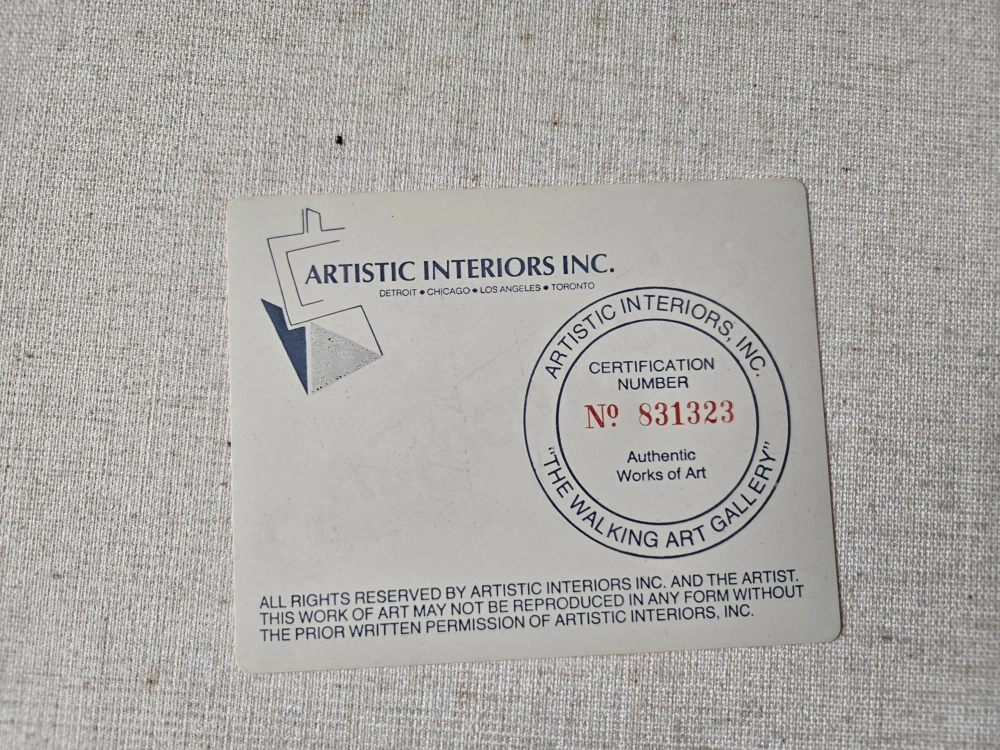 ARTISTIC INTERIORS INC.
DETROIT ● CHICAGO ● LOS ANGELES ● TORONTO
ARTISTIC INTERIORS, INC.
CERTIFICATION
NUMBER
Nº 831323
Authentic
Works of Art
"THE WALKING ART GALLERY"
ALL RIGHTS RESERVED BY ARTISTIC INTERIORS INC. AND THE ARTIST.
THIS WORK OF ART MAY NOT BE REPRODUCED IN ANY FORM WITHOUT
THE PRIOR WRITTEN PERMISSION OF ARTISTIC INTERIORS, INC.